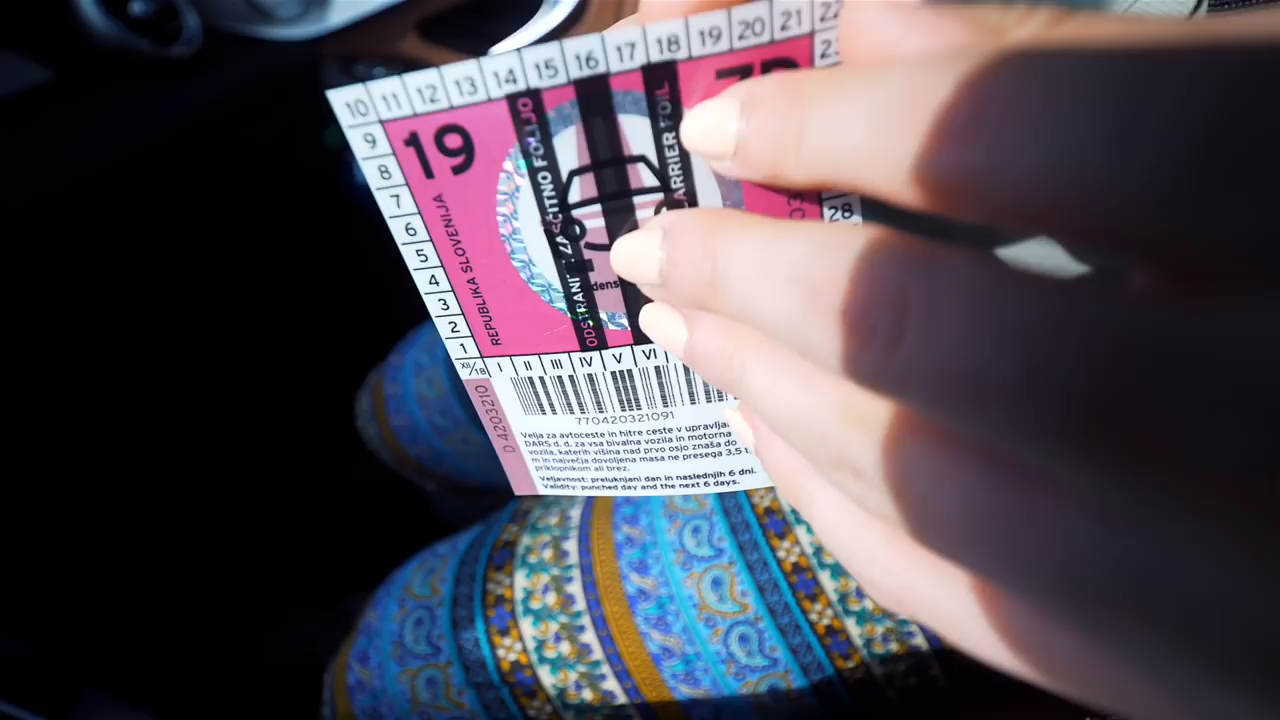 10 11 12 13 14 15 16 17 18 19 20 21 22
23
28
9
8
7
6
5
4
3
2
1
XII/18 I II III IV V VI
19
REPUBLIKA SLOVENIJA
ODSTRANI ZAŠČITNO FOLIJO
CARRIER FOIL
D 4203210
770420321091
Velja za avtoceste in hitre ceste v
DARS d. d. za vsa bivalna vozila in motorna
vozila, katerih višina nad prvo osjo znaša do
m in največja dovoljena masa ne presega 3,5 t,
priklopnikom ali brez.
Veljavnost: preluknjani dan in naslednjih 6 dni.
Validity: punched day and the next 6 days.